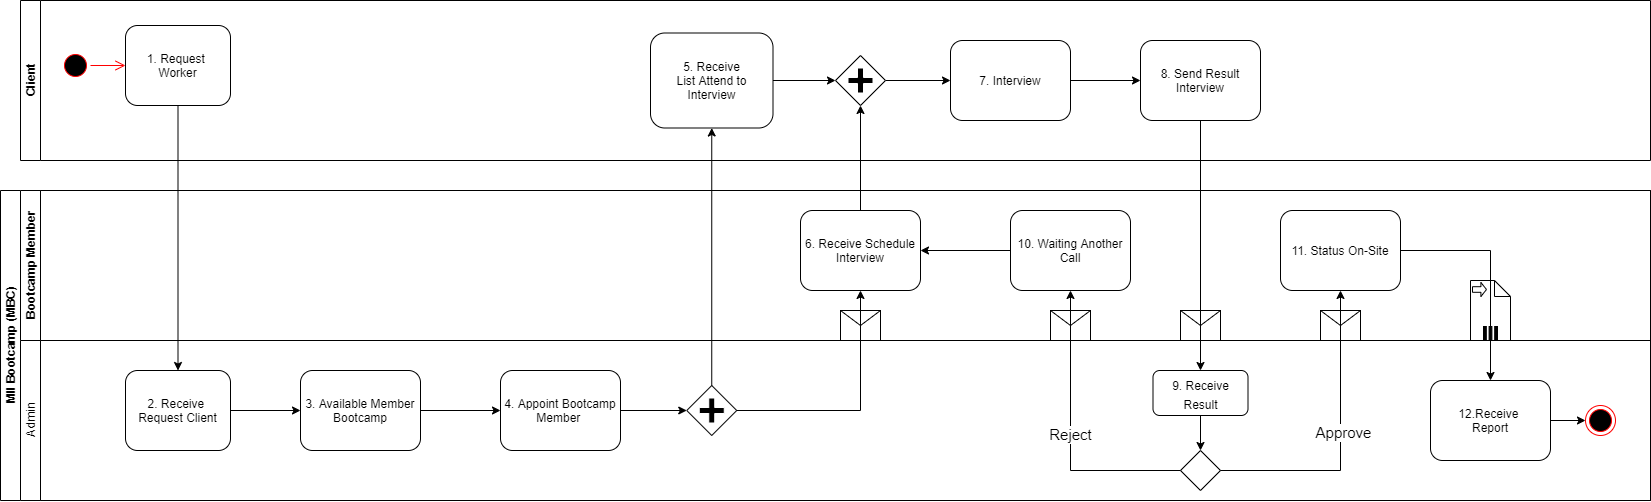 Client
1. Request
Worker
5. Receive
List Attend to
Interview
7. Interview
8. Send Result
Interview
MII Bootcamp (MBC)
Bootcamp Member
6. Receive Schedule
Interview
10. Waiting Another
Call
11. Status On-Site
Admin
2. Receive
Request Client
3. Available Member
Bootcamp
4. Appoint Bootcamp
Member
9. Receive
Result
Reject
Approve
12.Receive
Report